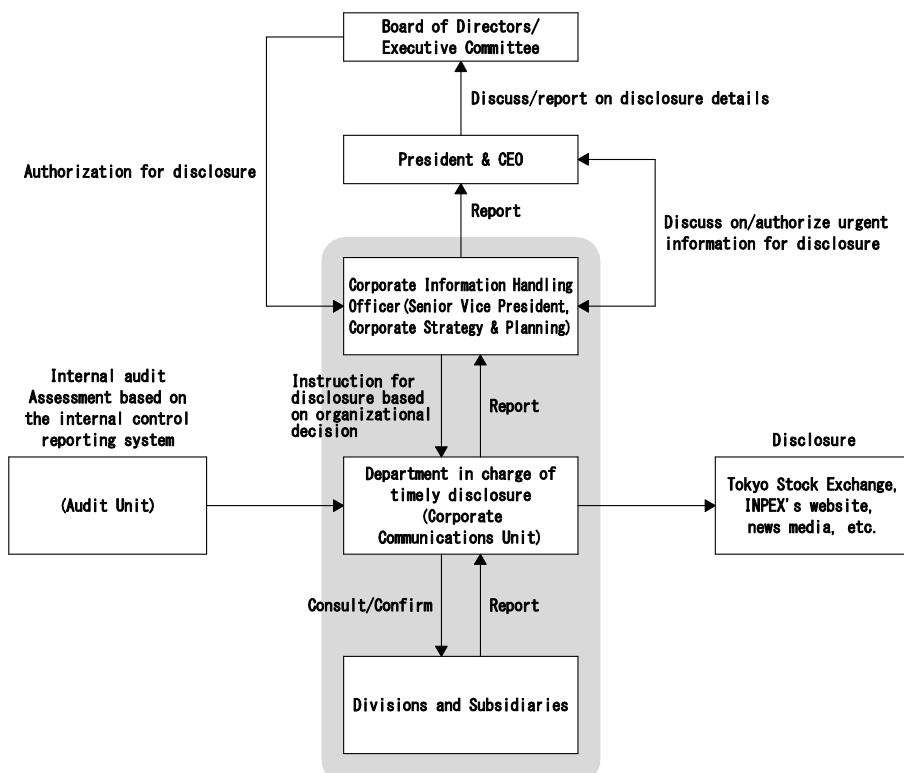 Board of Directors/
Executive Committee
Discuss/report on disclosure details
Authorization for disclosure
President & CEO
Report
Discuss on/authorize urgent
information for disclosure
Corporate Information Handling
Officer(Senior Vice President,
Corporate Strategy & Planning)
Internal audit
Assessment based on
the internal control
reporting system
Instruction for
disclosure based
on organizational
decision
Report
Disclosure
(Audit Unit)
Department in charge of
timely disclosure
(Corporate
Communications Unit)
Tokyo Stock Exchange,
INPEX's website,
news media, etc.
Consult/Confirm
Report
Divisions and Subsidiaries